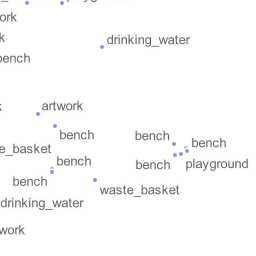 ork
drinking_water
k
bench
artwork
bench
bench
bench
e_basket
bench
bench
playground
bench
waste_basket
drinking_water
work